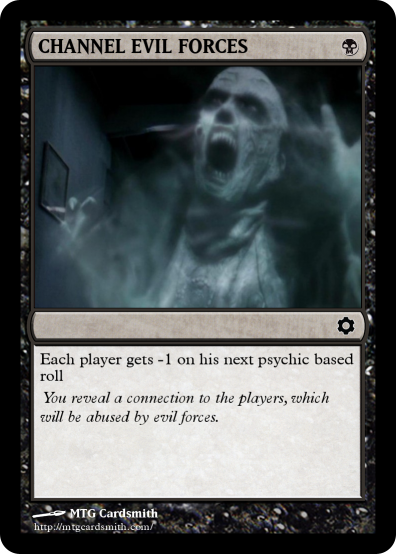 CHANNEL EVIL FORCES
Each player gets -1 on his next psychic based
roll
You reveal a connection to the players, which
will be abused by evil forces.
MTG Cardsmith
http://mtgcardsmith.com/